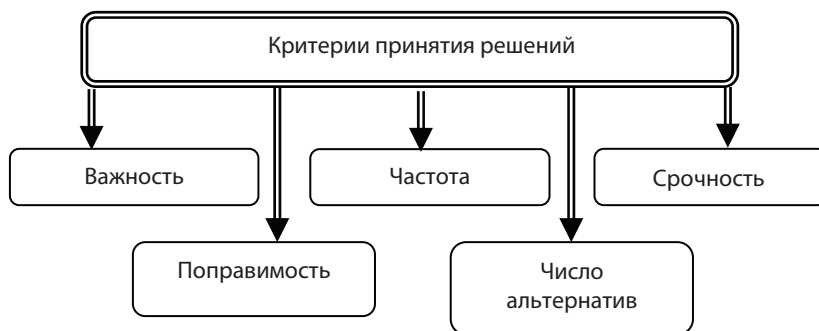 Критерии принятия решений
Важность
Частота
Срочность
Поправимость
Число
альтернатив